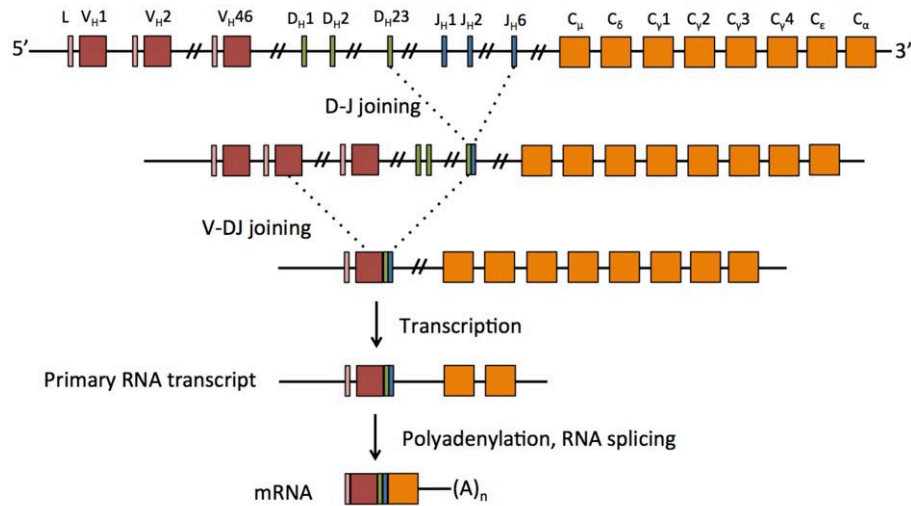 L V_H1 V_H2 V_H46 D_H1 D_H2 D_H23 J_H1 J_H2 J_H6 C_μ C_δ C_γ1 C_γ2 C_γ3 C_γ4 C_ε C_α
5′ 3′
D-J joining
V-DJ joining
Transcription
Primary RNA transcript
Polyadenylation, RNA splicing
mRNA (A)_n